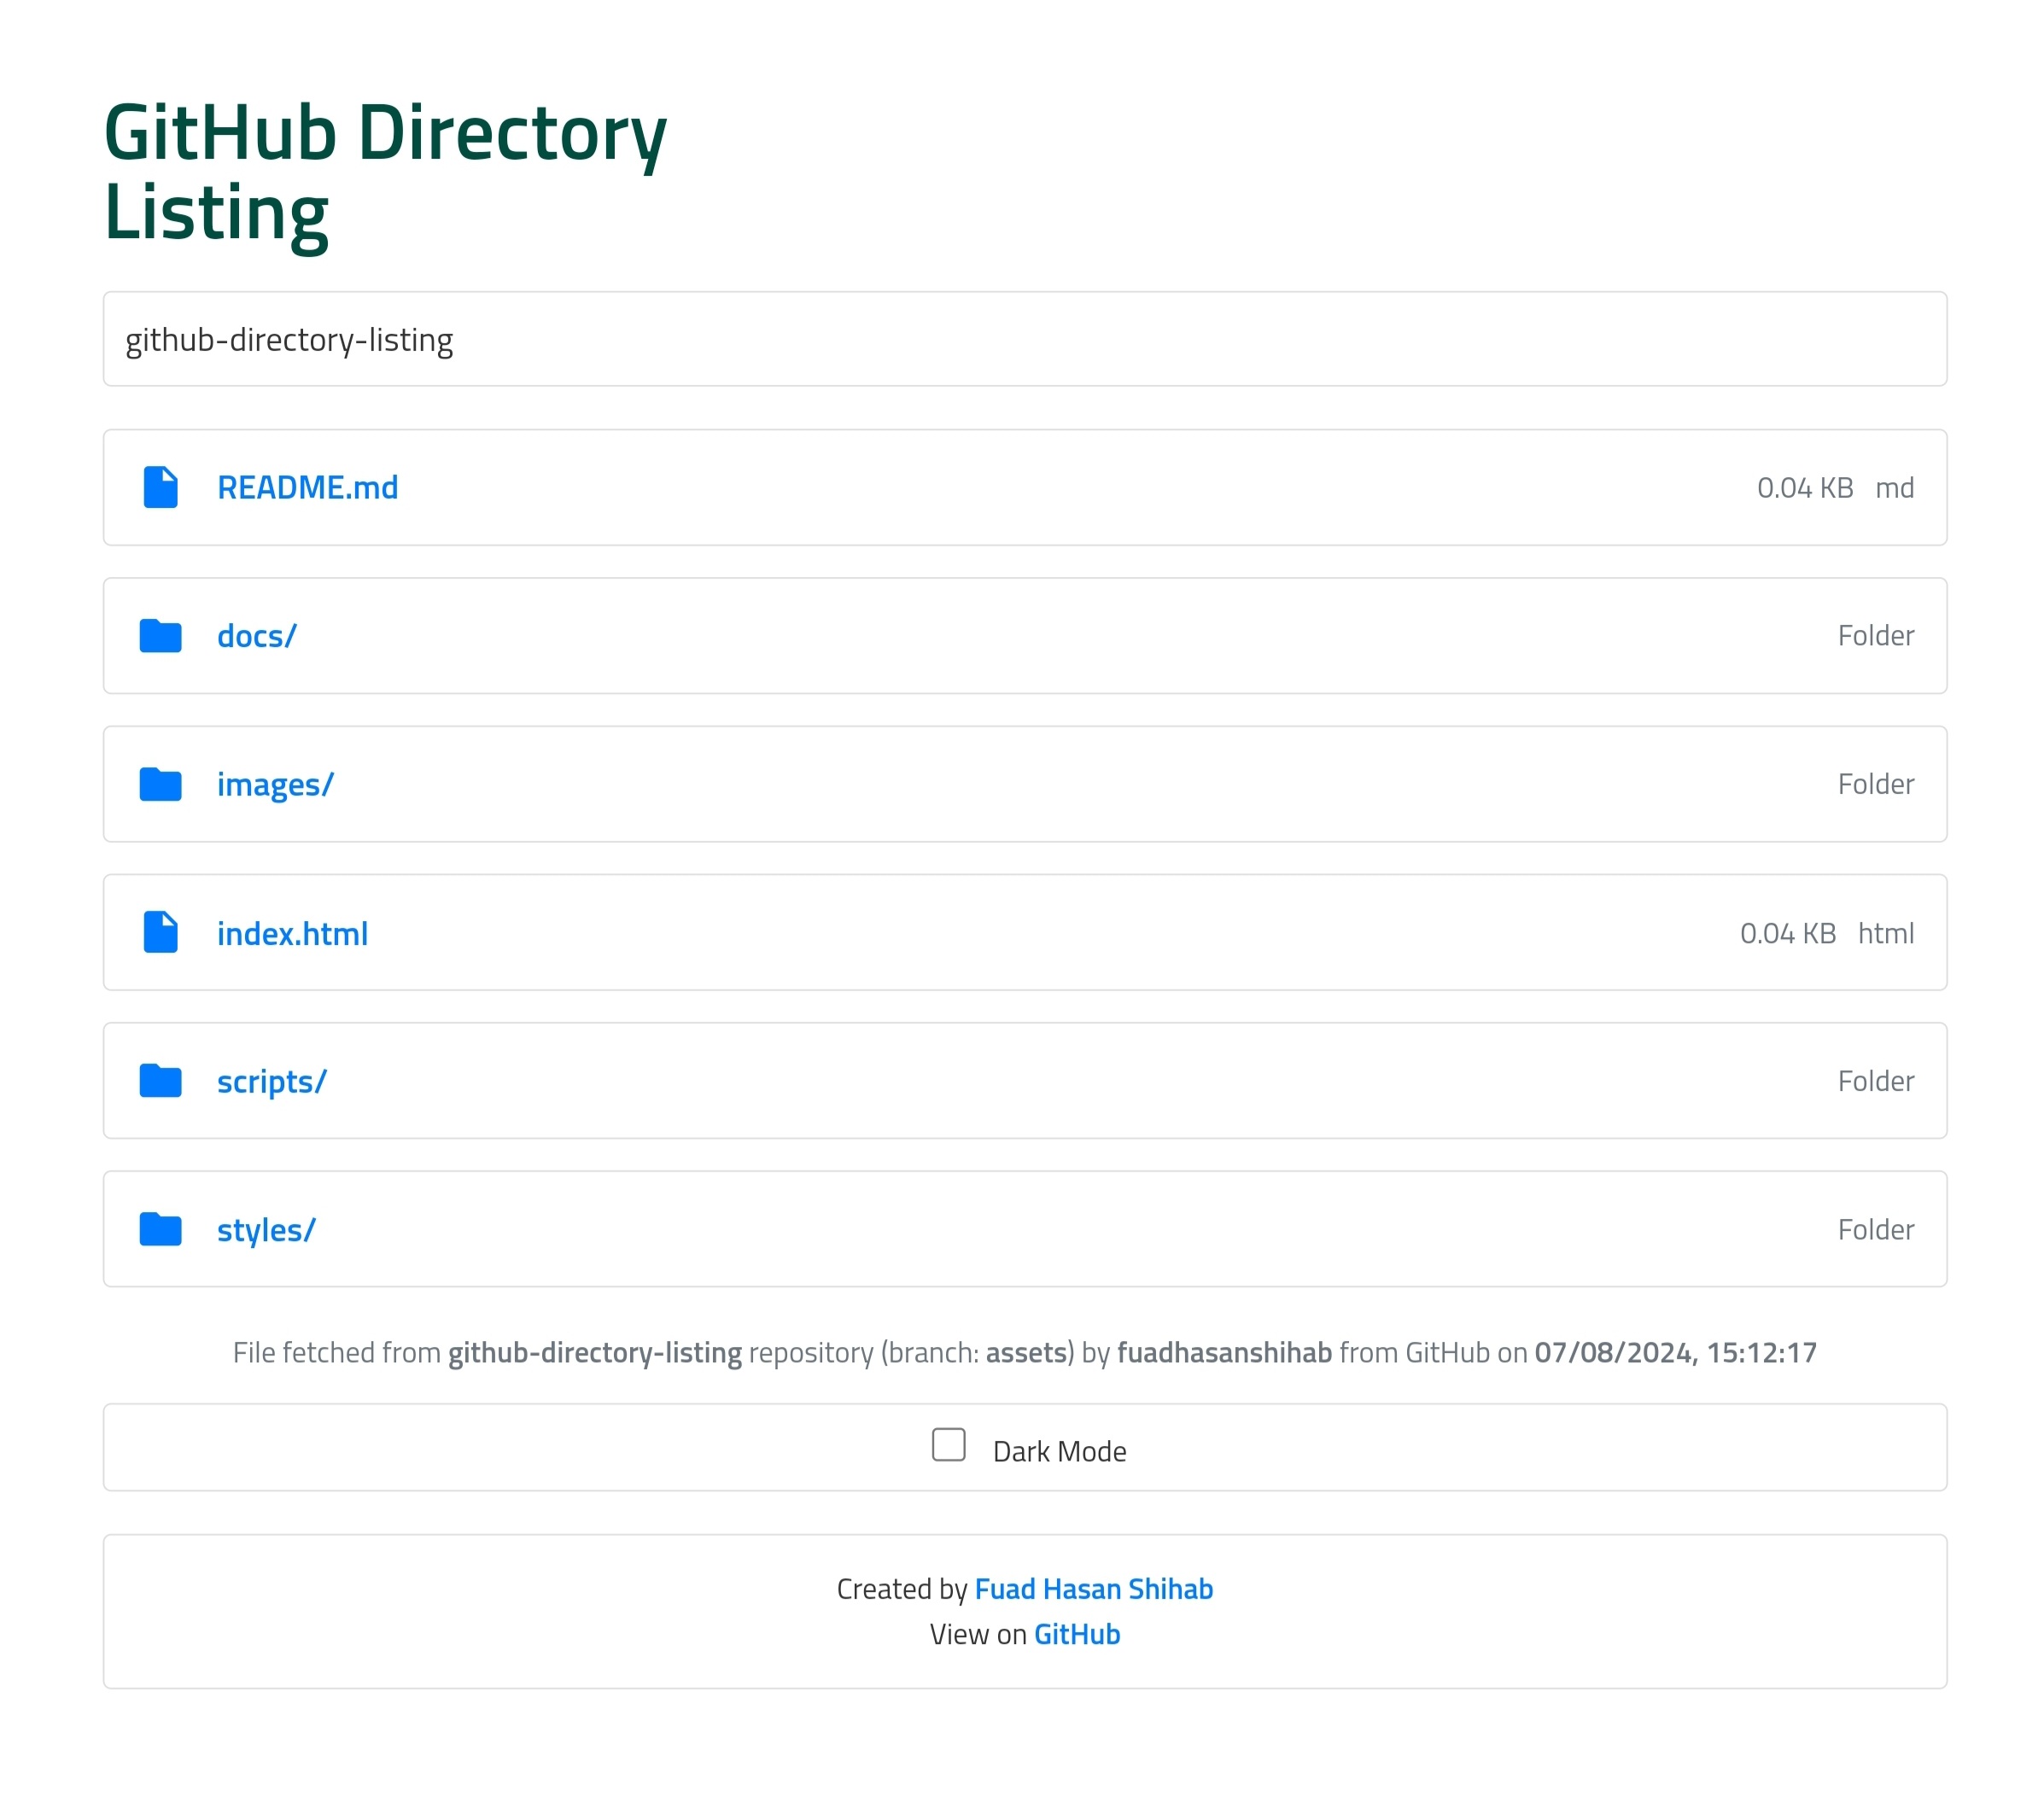 GitHub Directory
Listing
github-directory-listing
README.md 0.04 KB md
docs/ Folder
images/ Folder
index.html 0.04 KB html
scripts/ Folder
styles/ Folder
File fetched from github-directory-listing repository (branch: assets) by fuadhasanshihab from GitHub on 07/08/2024, 15:12:17
Dark Mode
Created by Fuad Hasan Shihab
View on GitHub